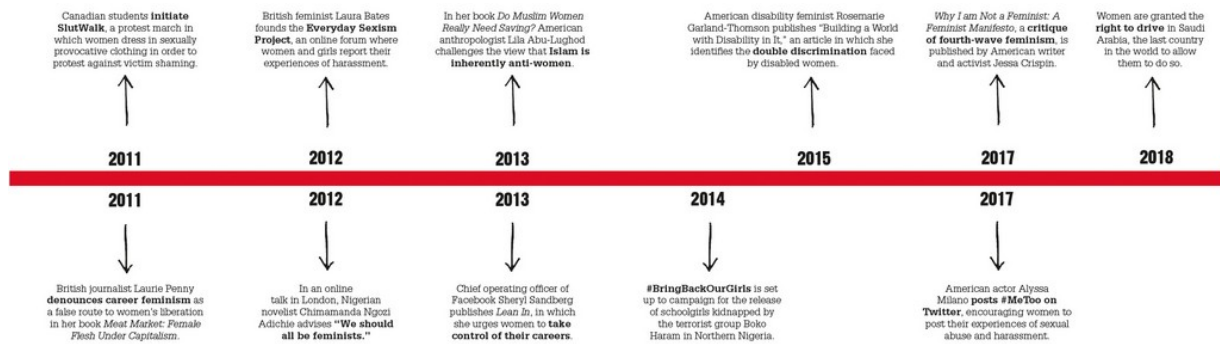 Canadian students initiate
SlutWalk, a protest march in
which women dress in sexually
provocative clothing in order to
protest against victim shaming.
British feminist Laura Bates
founds the Everyday Sexism
Project, an online forum where
women and girls report their
experiences of harassment.
In her book Do Muslim Women
Really Need Saving? American
anthropologist Lila Abu-Lughod
challenges the view that Islam is
inherently anti-women.
American disability feminist Rosemarie
Garland-Thomson publishes “Building a World
with Disability in It,” an article in which she
identifies the double discrimination faced
by disabled women.
Why I am Not a Feminist: A
Feminist Manifesto, a critique
of fourth-wave feminism, is
published by American writer
and activist Jessa Crispin.
Women are granted the
right to drive in Saudi
Arabia, the last country
in the world to allow
them to do so.
2011
2012
2013
2015
2017
2018
2011
2012
2013
2014
2017
British journalist Laurie Penny
denounces career feminism as
a false route to women’s liberation
in her book Meat Market: Female
Flesh Under Capitalism.
In an online
talk in London, Nigerian
novelist Chimamanda Ngozi
Adichie advises “We should
all be feminists.”
Chief operating officer of
Facebook Sheryl Sandberg
publishes Lean In, in which
she urges women to take
control of their careers.
#BringBackOurGirls is set
up to campaign for the release
of schoolgirls kidnapped by
the terrorist group Boko
Haram in Northern Nigeria.
American actor Alyssa
Milano posts #MeToo on
Twitter, encouraging women to
post their experiences of sexual
abuse and harassment.